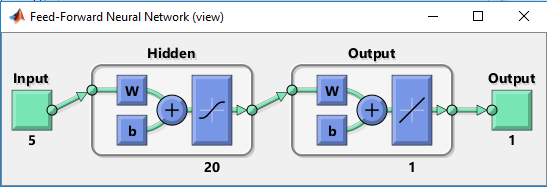 Feed-Forward Neural Network (view)
Hidden Output
Input Output
W W
b b
5 1
20 1